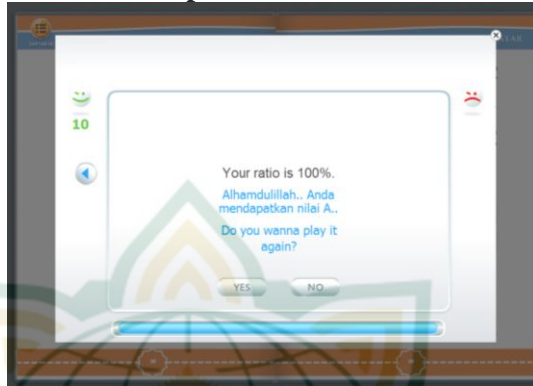 10
Your ratio is 100%.
Alhamdulillah.. Anda
mendapatkan nilai A..
Do you wanna play it
again?
YES
NO